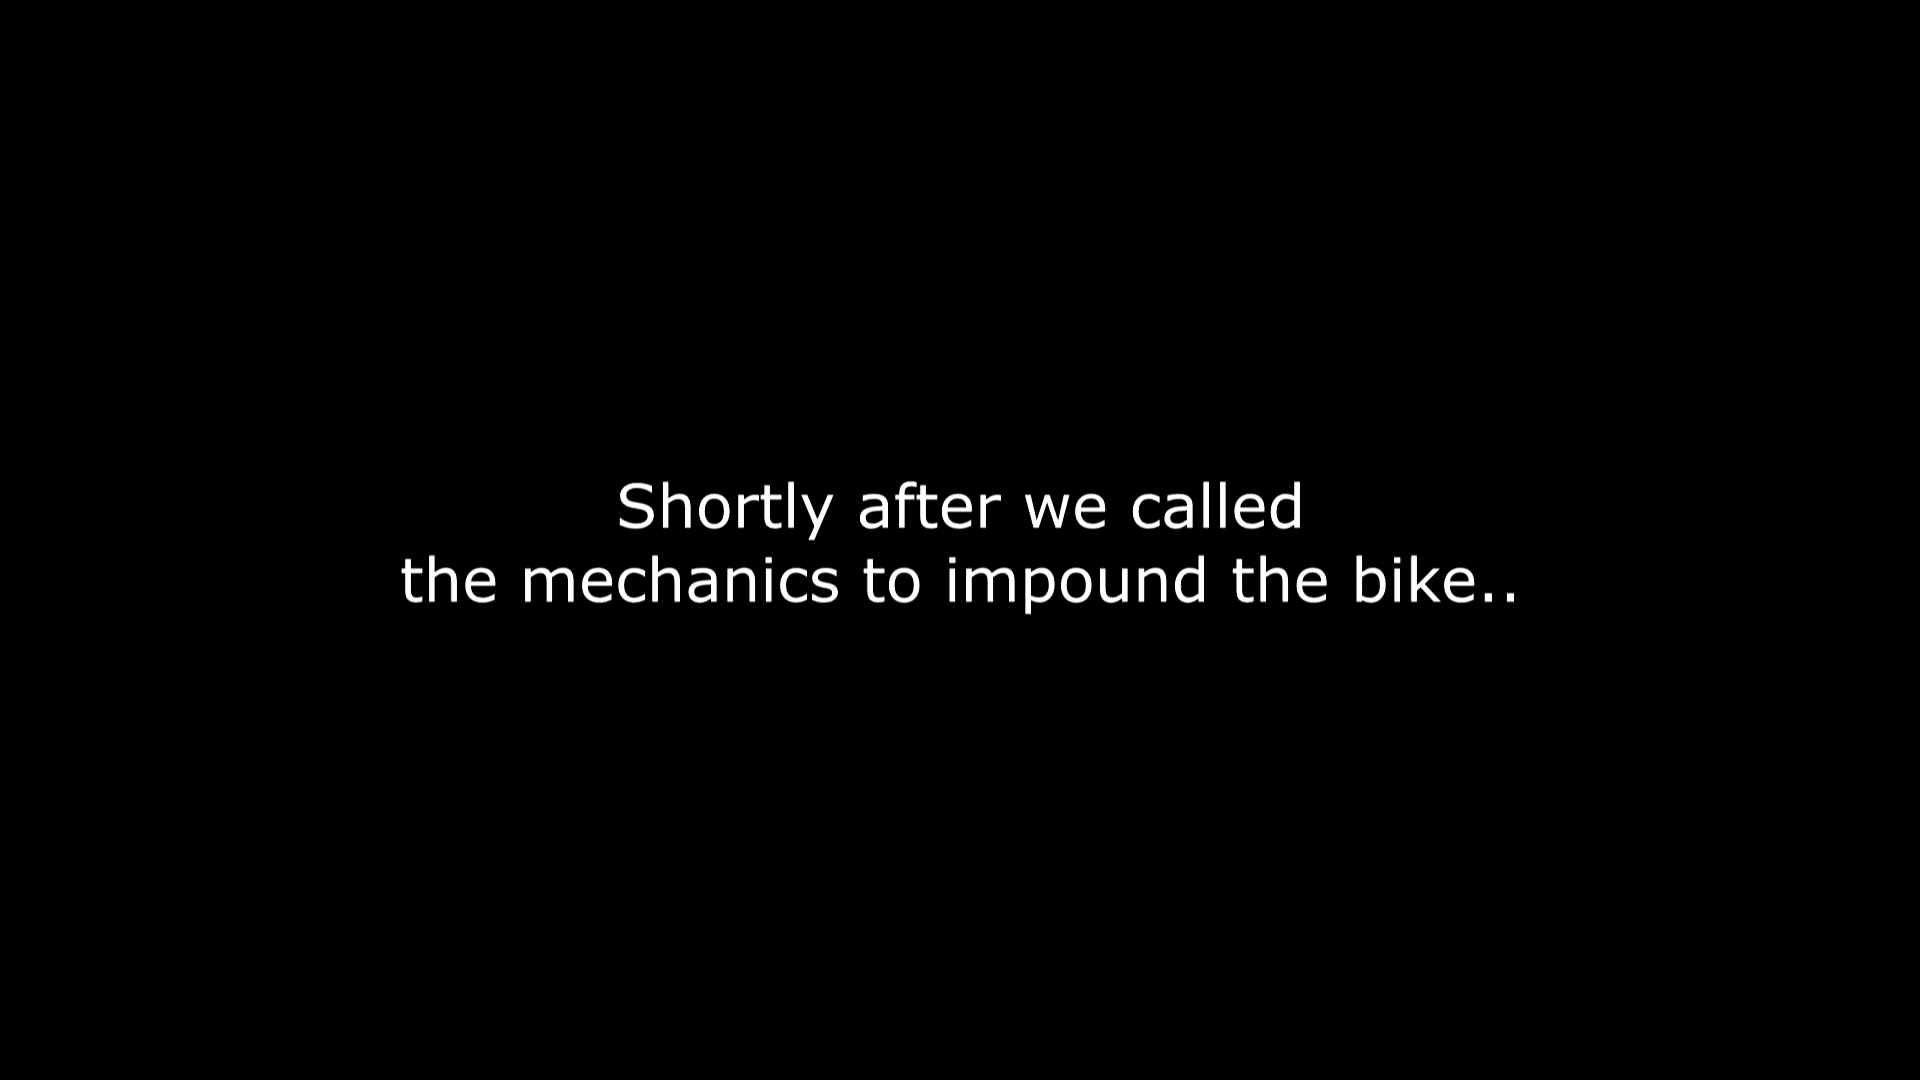 Shortly after we called
the mechanics to impound the bike..